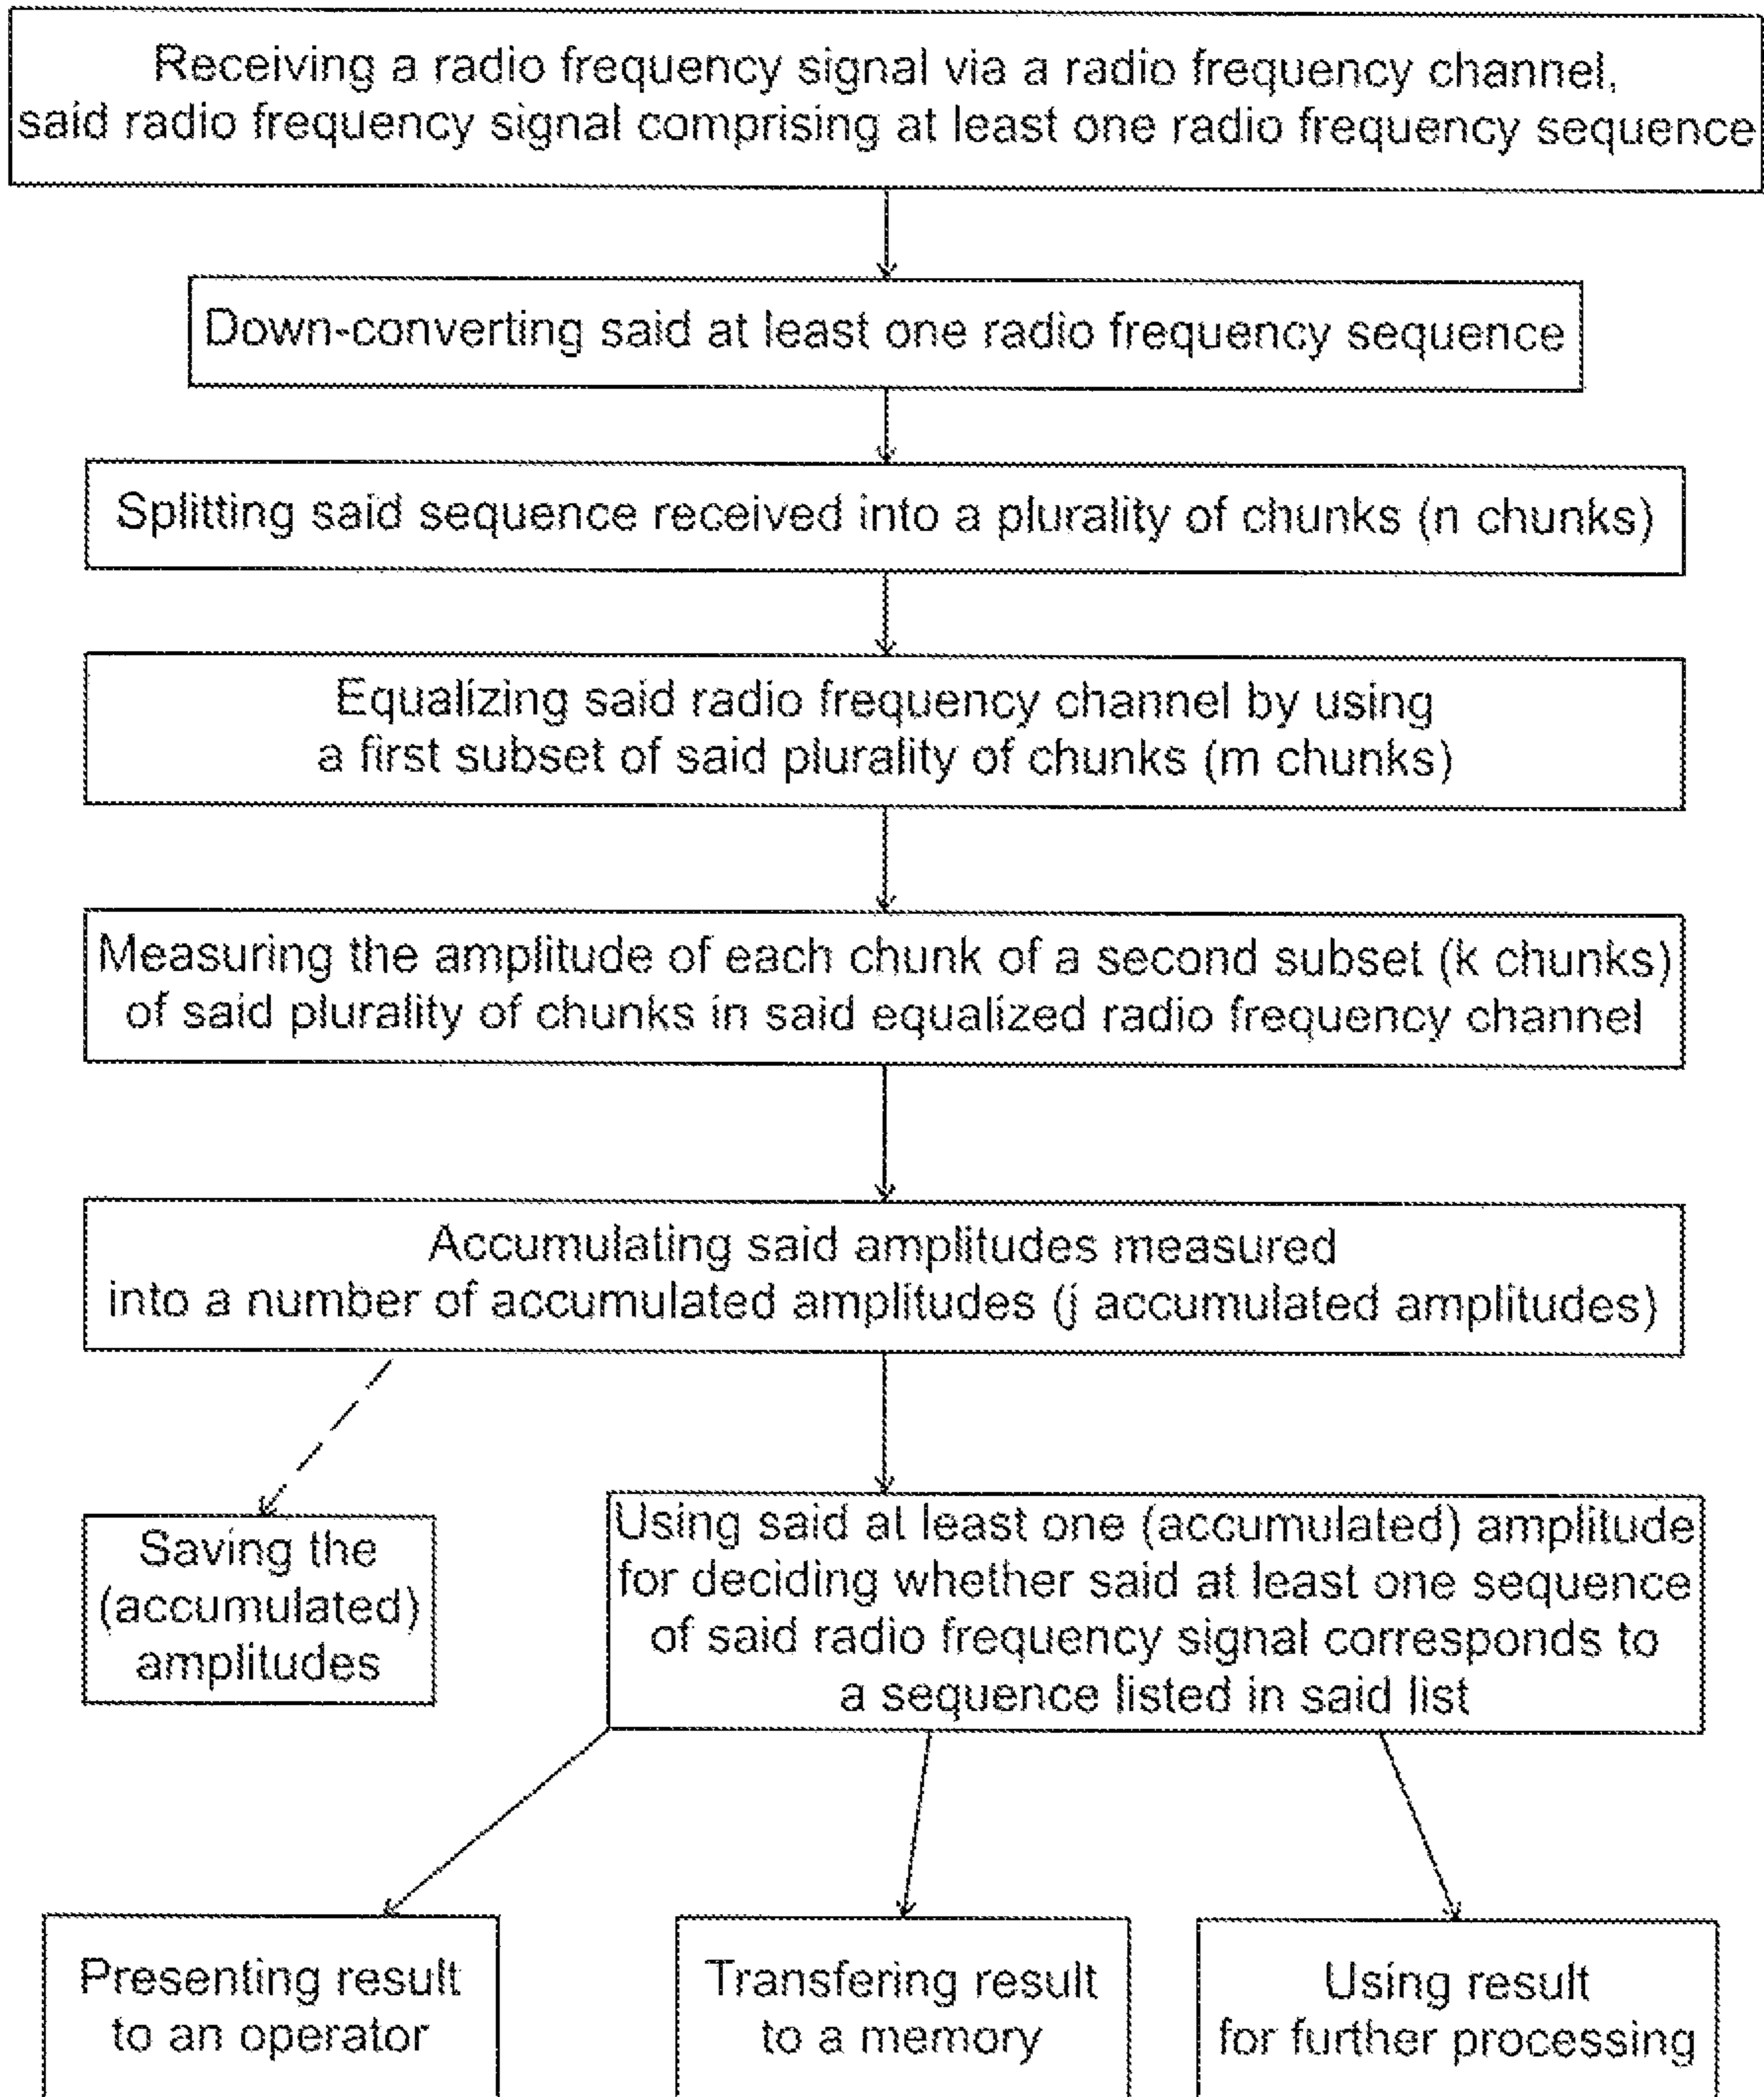 Receiving a radio frequency signal via a radio frequency channel,
said radio frequency signal comprising at least one radio frequency sequence
Down-converting said at least one radio frequency sequence
Splitting said sequence received into a plurality of chunks (n chunks)
Equalizing said radio frequency channel by using
a first subset of said plurality of chunks (m chunks)
Measuring the amplitude of each chunk of a second subset (k chunks)
of said plurality of chunks in said equalized radio frequency channel
Accumulating said amplitudes measured
into a number of accumulated amplitudes (j accumulated amplitudes)
Saving the
(accumulated)
amplitudes
Using said at least one (accumulated) amplitude
for deciding whether said at least one sequence
of said radio frequency signal corresponds to
a sequence listed in said list
Presenting result
to an operator
Transfering result
to a memory
Using result
for further processing